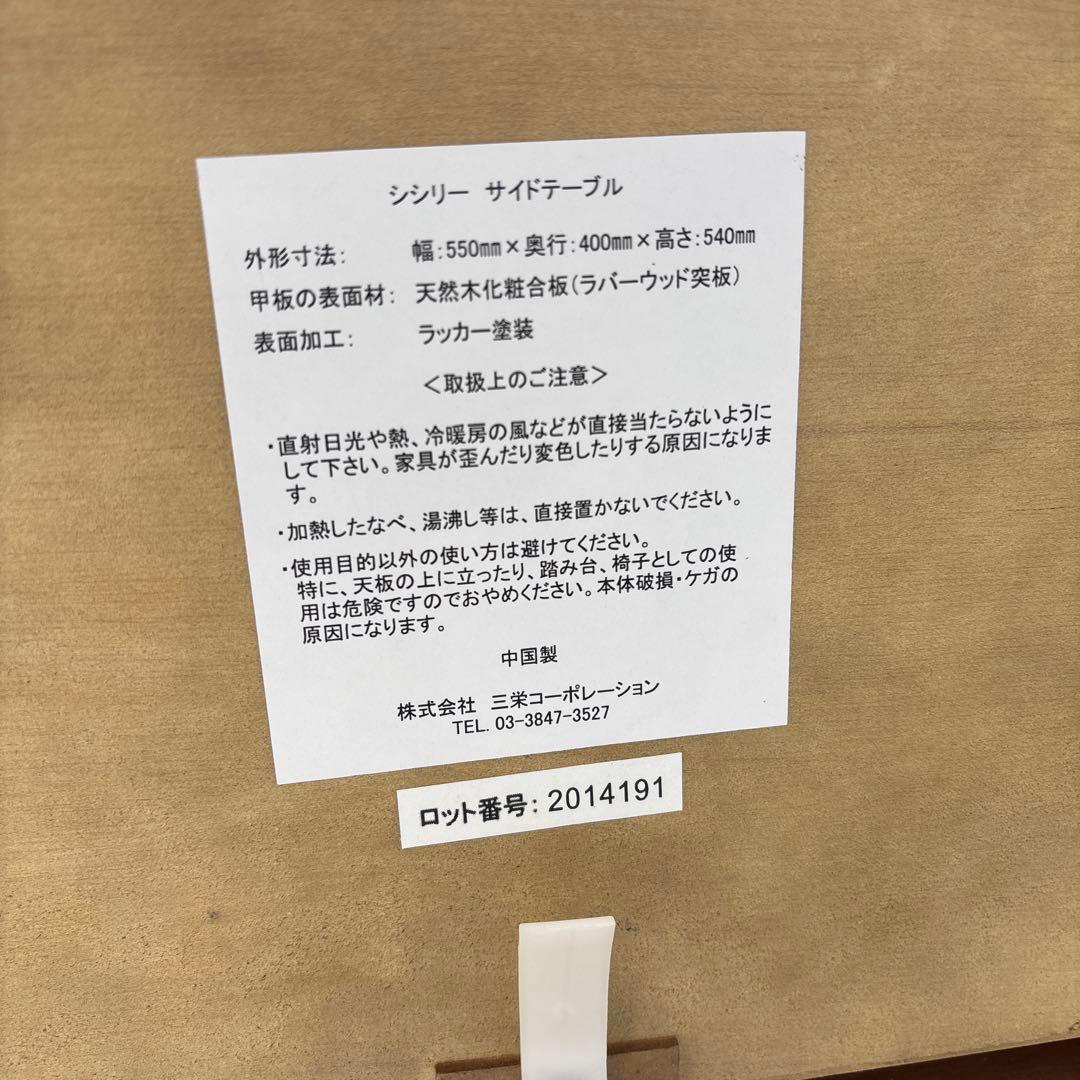 シシリー サイドテーブル
外形寸法: 幅:550㎜×奥行:400㎜×高さ:540㎜
甲板の表面材: 天然木化粧合板(ラバーウッド突板)
表面加工: ラッカー塗装
＜取扱上のご注意＞
・直射日光や熱、冷暖房の風などが直接当たらないように
して下さい。家具が歪んだり変色したりする原因になりま
す。
・加熱したなべ、湯沸し等は、直接置かないでください。
・使用目的以外の使い方は避けてください。
特に、天板の上に立ったり、踏み台、椅子としての使
用は危険ですのでおやめください。本体破損・ケガの
原因になります。
中国製
株式会社 三栄コーポレーション
TEL. 03-3847-3527
ロット番号: 2014191